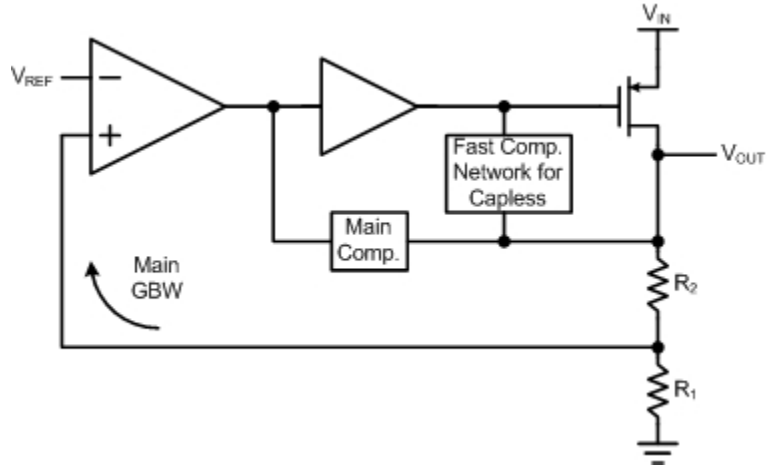 V_IN
V_REF
−
+
Fast Comp.
Network for
Capless
V_OUT
Main
Comp.
Main
GBW
R_2
R_1